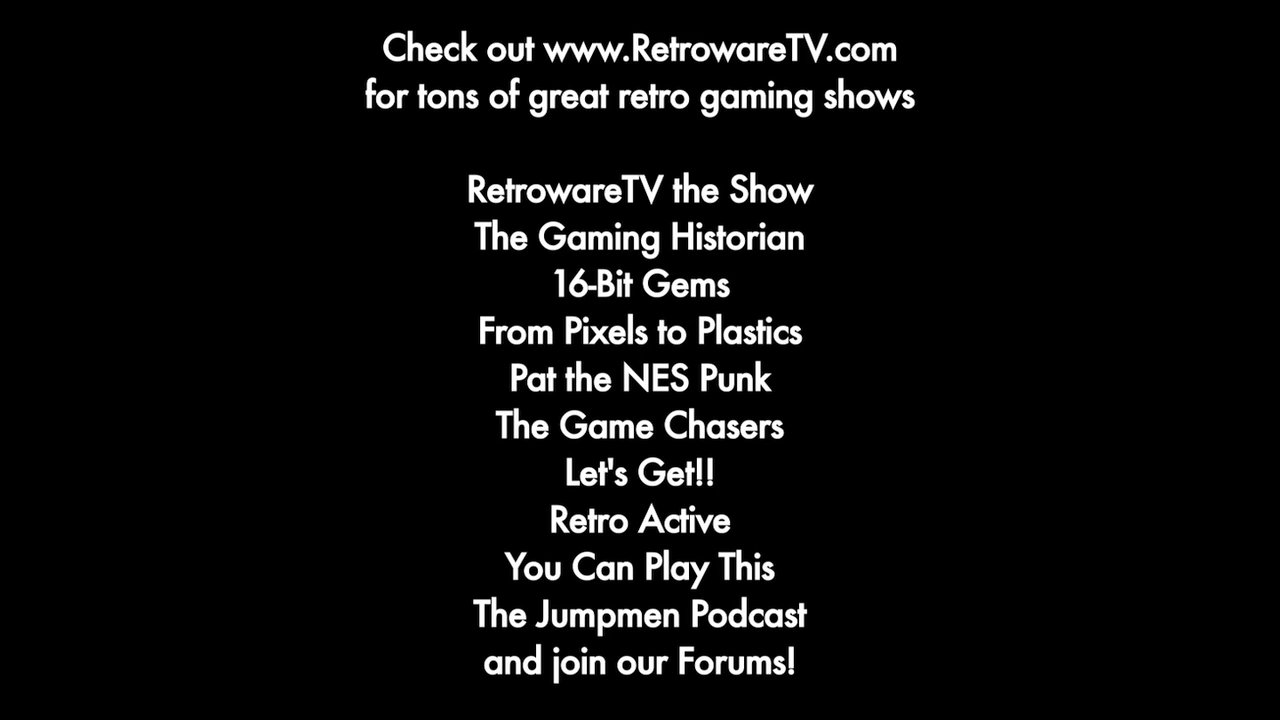 Check out www.RetrowareTV.com
for tons of great retro gaming shows
RetrowareTV the Show
The Gaming Historian
16-Bit Gems
From Pixels to Plastics
Pat the NES Punk
The Game Chasers
Let's Get!!
Retro Active
You Can Play This
The Jumpmen Podcast
and join our Forums!